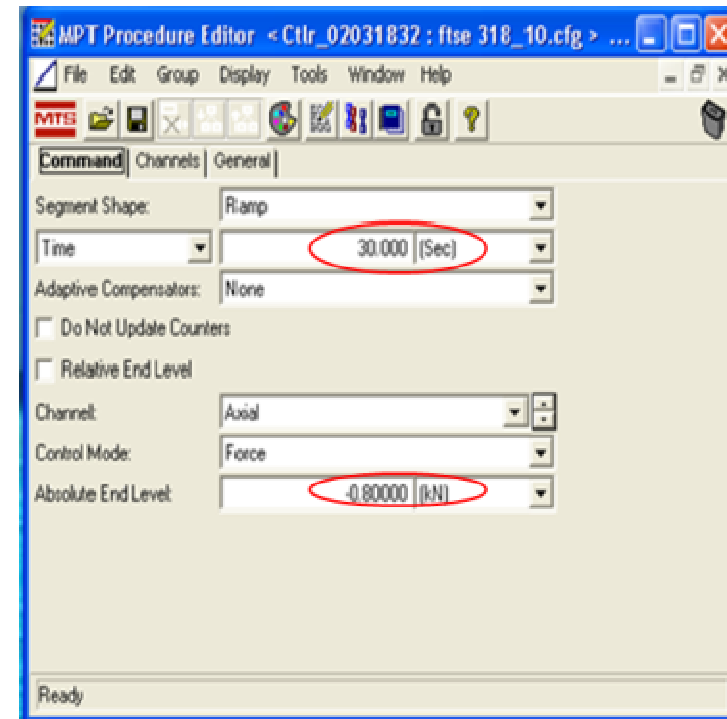 MPT Procedure Editor < Ctlr_02031832 : ftse 318_10.cfg > ...
File Edit Group Display Tools Window Help
MTS
Command Channels General
Segment Shape: Ramp
Time 30.000 (Sec)
Adaptive Compensators: None
Do Not Update Counters
Relative End Level
Channel: Axial
Control Mode: Force
Absolute End Level: -0.80000 (kN)
Ready